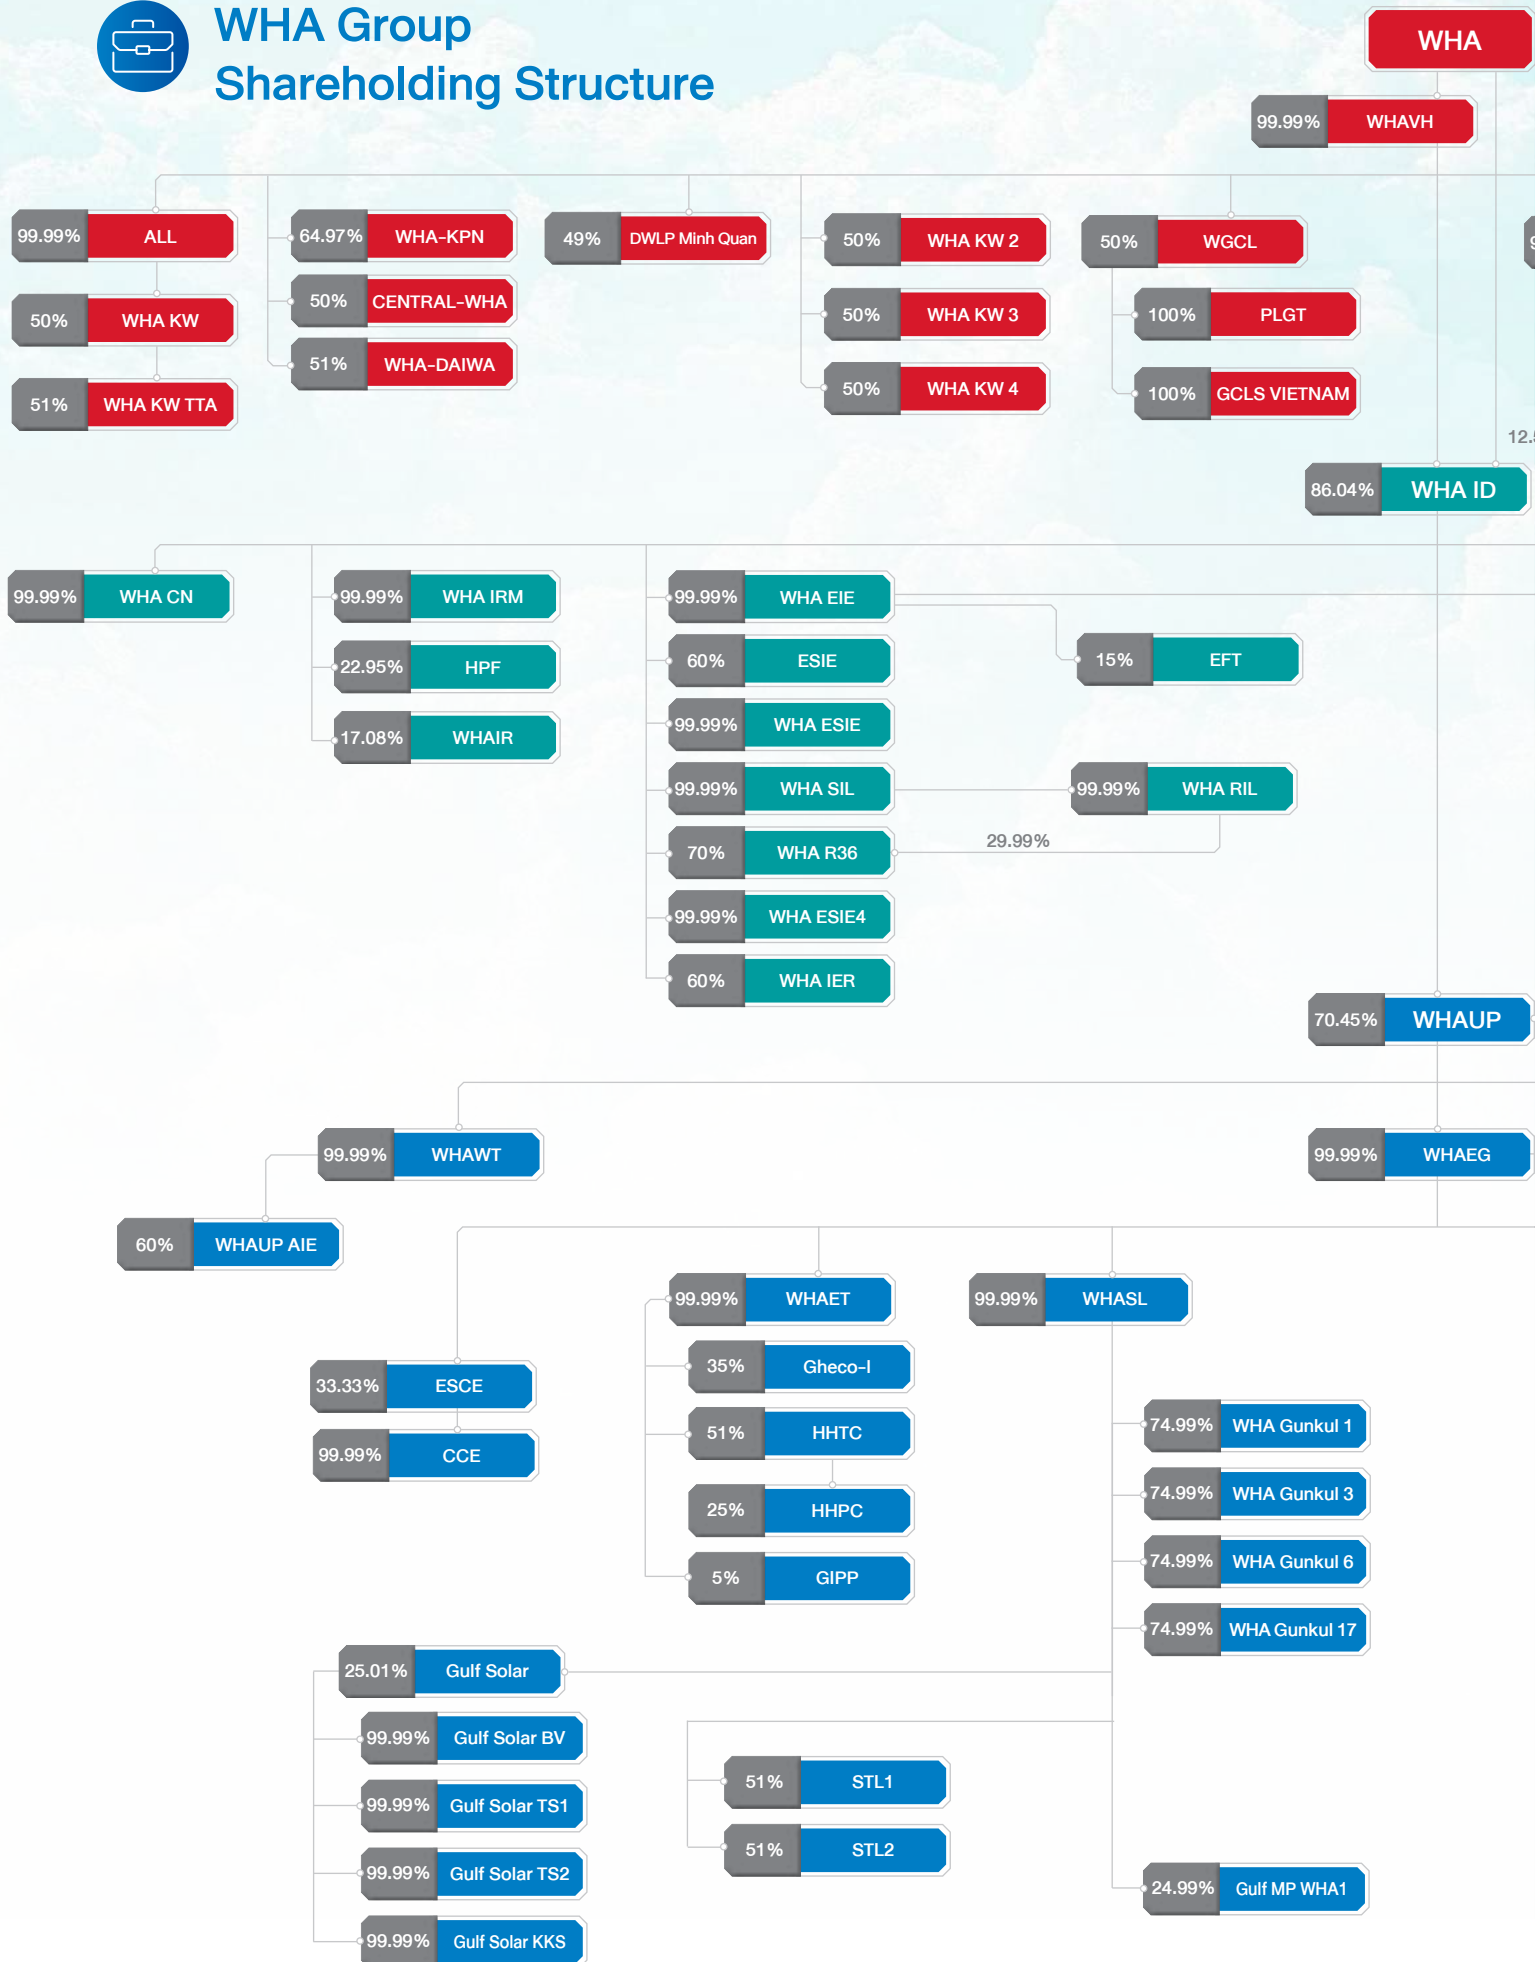 WHA Group
Shareholding Structure
WHA
99.99% WHAVH
99.99% ALL
64.97% WHA-KPN
49% DWLP Minh Quan
50% WHA KW 2
50% WGCL
50% CENTRAL-WHA
50% WHA KW
50% WHA KW 3
100% PLGT
51% WHA-DAIWA
51% WHA KW TTA
50% WHA KW 4
100% GCLS VIETNAM
86.04% WHA ID
99.99% WHA CN
99.99% WHA IRM
99.99% WHA EIE
22.95% HPF
60% ESIE
15% EFT
17.08% WHAIR
99.99% WHA ESIE
99.99% WHA SIL
99.99% WHA RIL
29.99%
70% WHA R36
99.99% WHA ESIE4
60% WHA IER
70.45% WHAUP
99.99% WHAWT
99.99% WHAEG
60% WHAUP AIE
99.99% WHAET
99.99% WHASL
35% Gheco-I
33.33% ESCE
51% HHTC
74.99% WHA Gunkul 1
99.99% CCE
25% HHPC
74.99% WHA Gunkul 3
5% GIPP
74.99% WHA Gunkul 6
74.99% WHA Gunkul 17
25.01% Gulf Solar
99.99% Gulf Solar BV
51% STL1
99.99% Gulf Solar TS1
51% STL2
99.99% Gulf Solar TS2
24.99% Gulf MP WHA1
99.99% Gulf Solar KKS